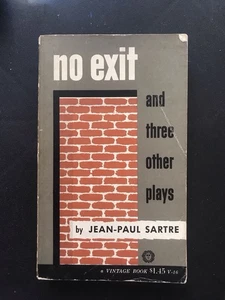 no exit
and
three
other
plays
by JEAN-PAUL SARTRE
a VINTAGE BOOK $1.45 V-16